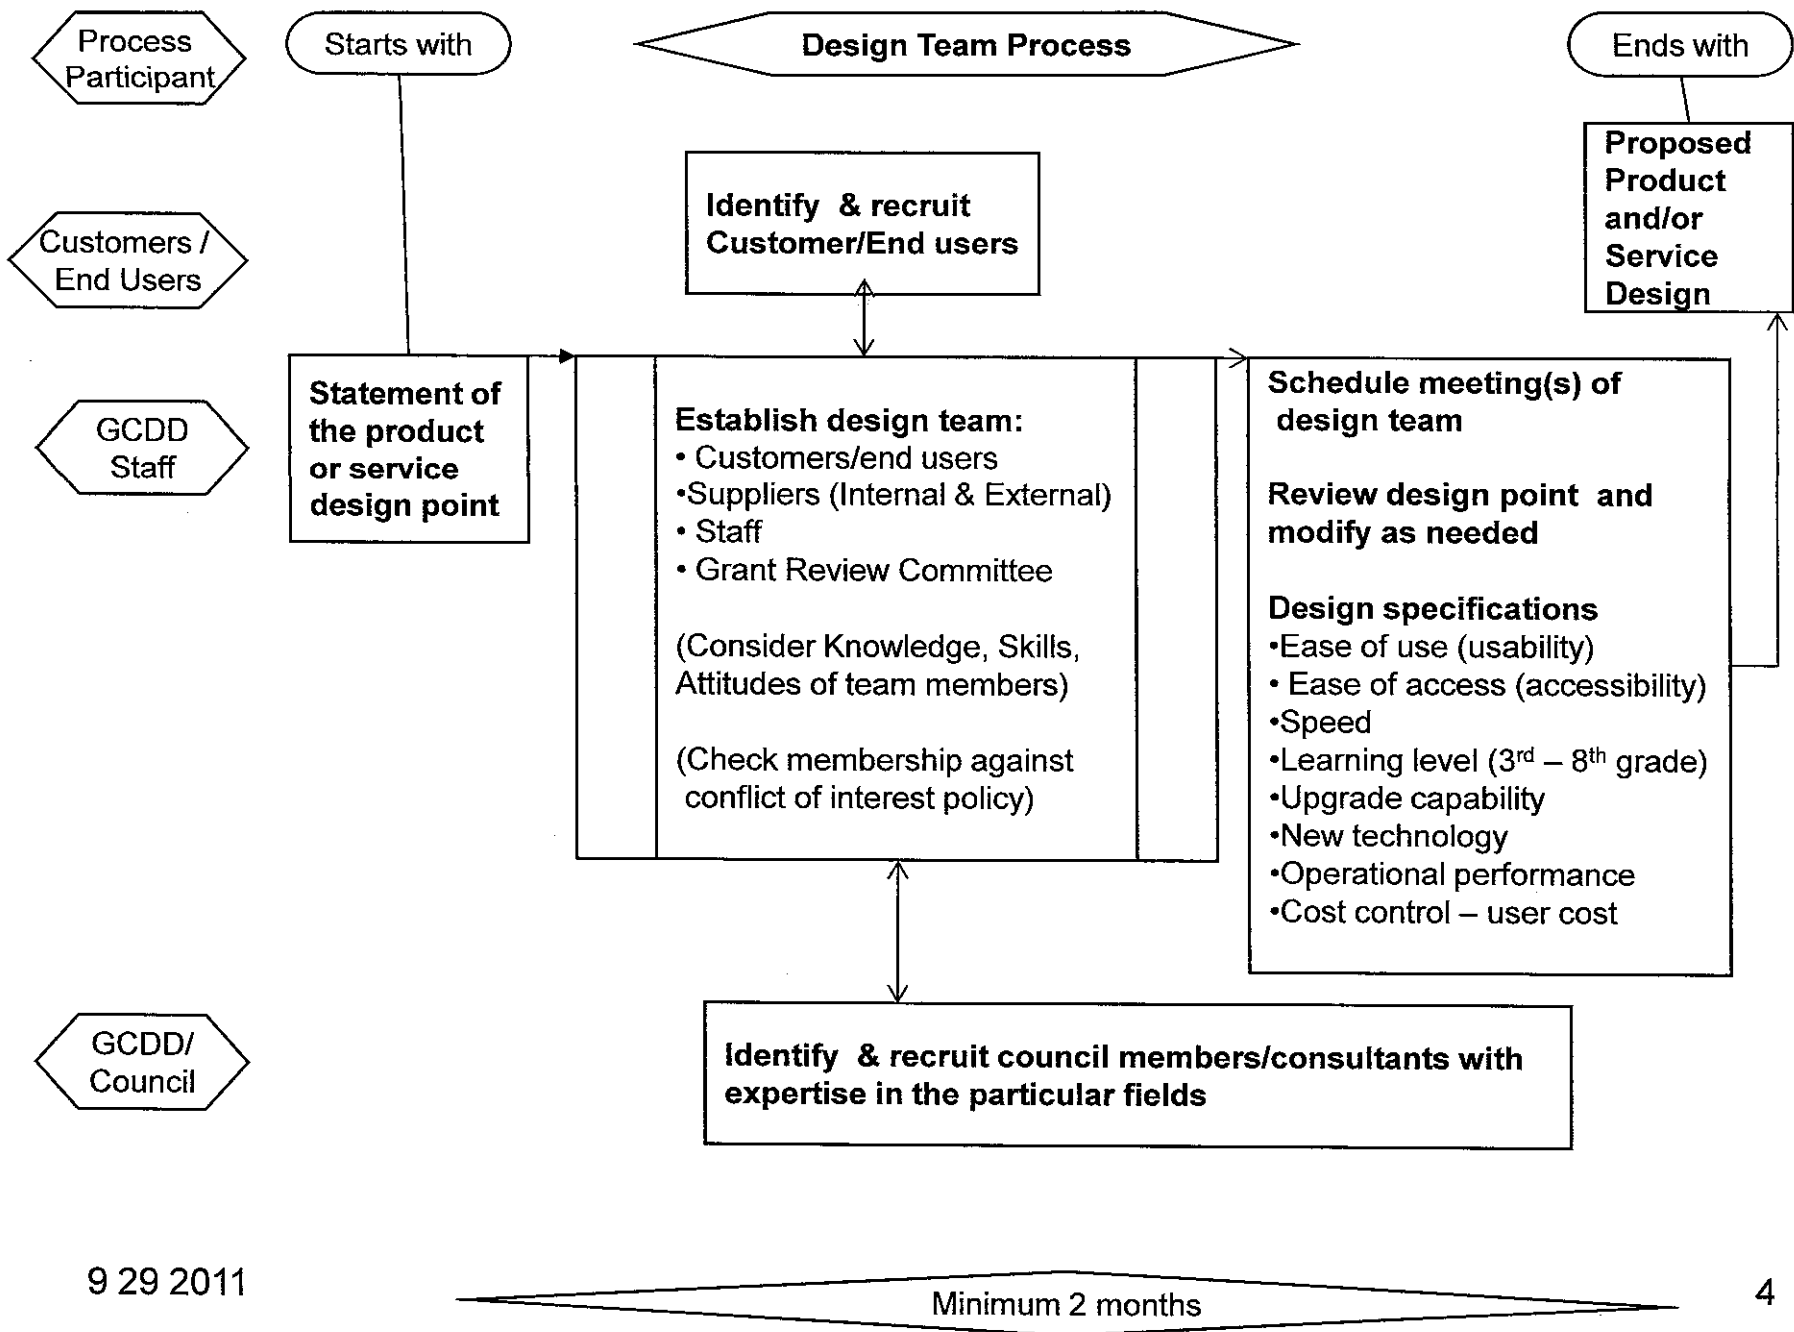 Process
Participant
Starts with
Design Team Process
Ends with
Customers /
End Users
Identify & recruit
Customer/End users
Proposed
Product
and/or
Service
Design
GCDD
Staff
Statement of
the product
or service
design point
Establish design team:
• Customers/end users
•Suppliers (Internal & External)
• Staff
• Grant Review Committee
(Consider Knowledge, Skills,
Attitudes of team members)
(Check membership against
conflict of interest policy)
Schedule meeting(s) of
design team
Review design point and
modify as needed
Design specifications
•Ease of use (usability)
• Ease of access (accessibility)
•Speed
•Learning level (3rd – 8th grade)
•Upgrade capability
•New technology
•Operational performance
•Cost control – user cost
GCDD/
Council
Identify & recruit council members/consultants with
expertise in the particular fields
9 29 2011
Minimum 2 months
4